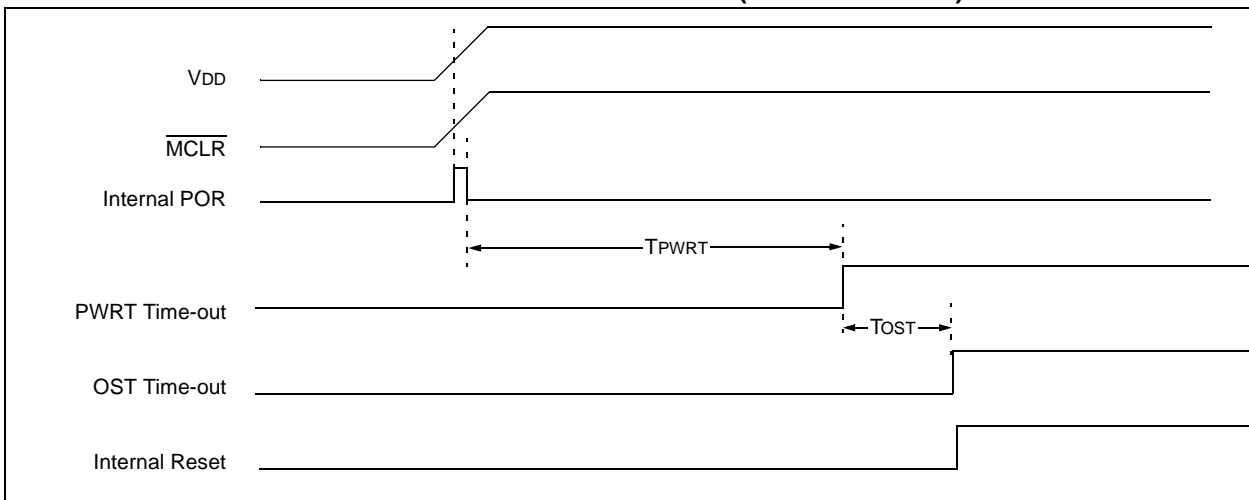 VDD
MCLR
Internal POR
TPWRT
PWRT Time-out
TOST
OST Time-out
Internal Reset